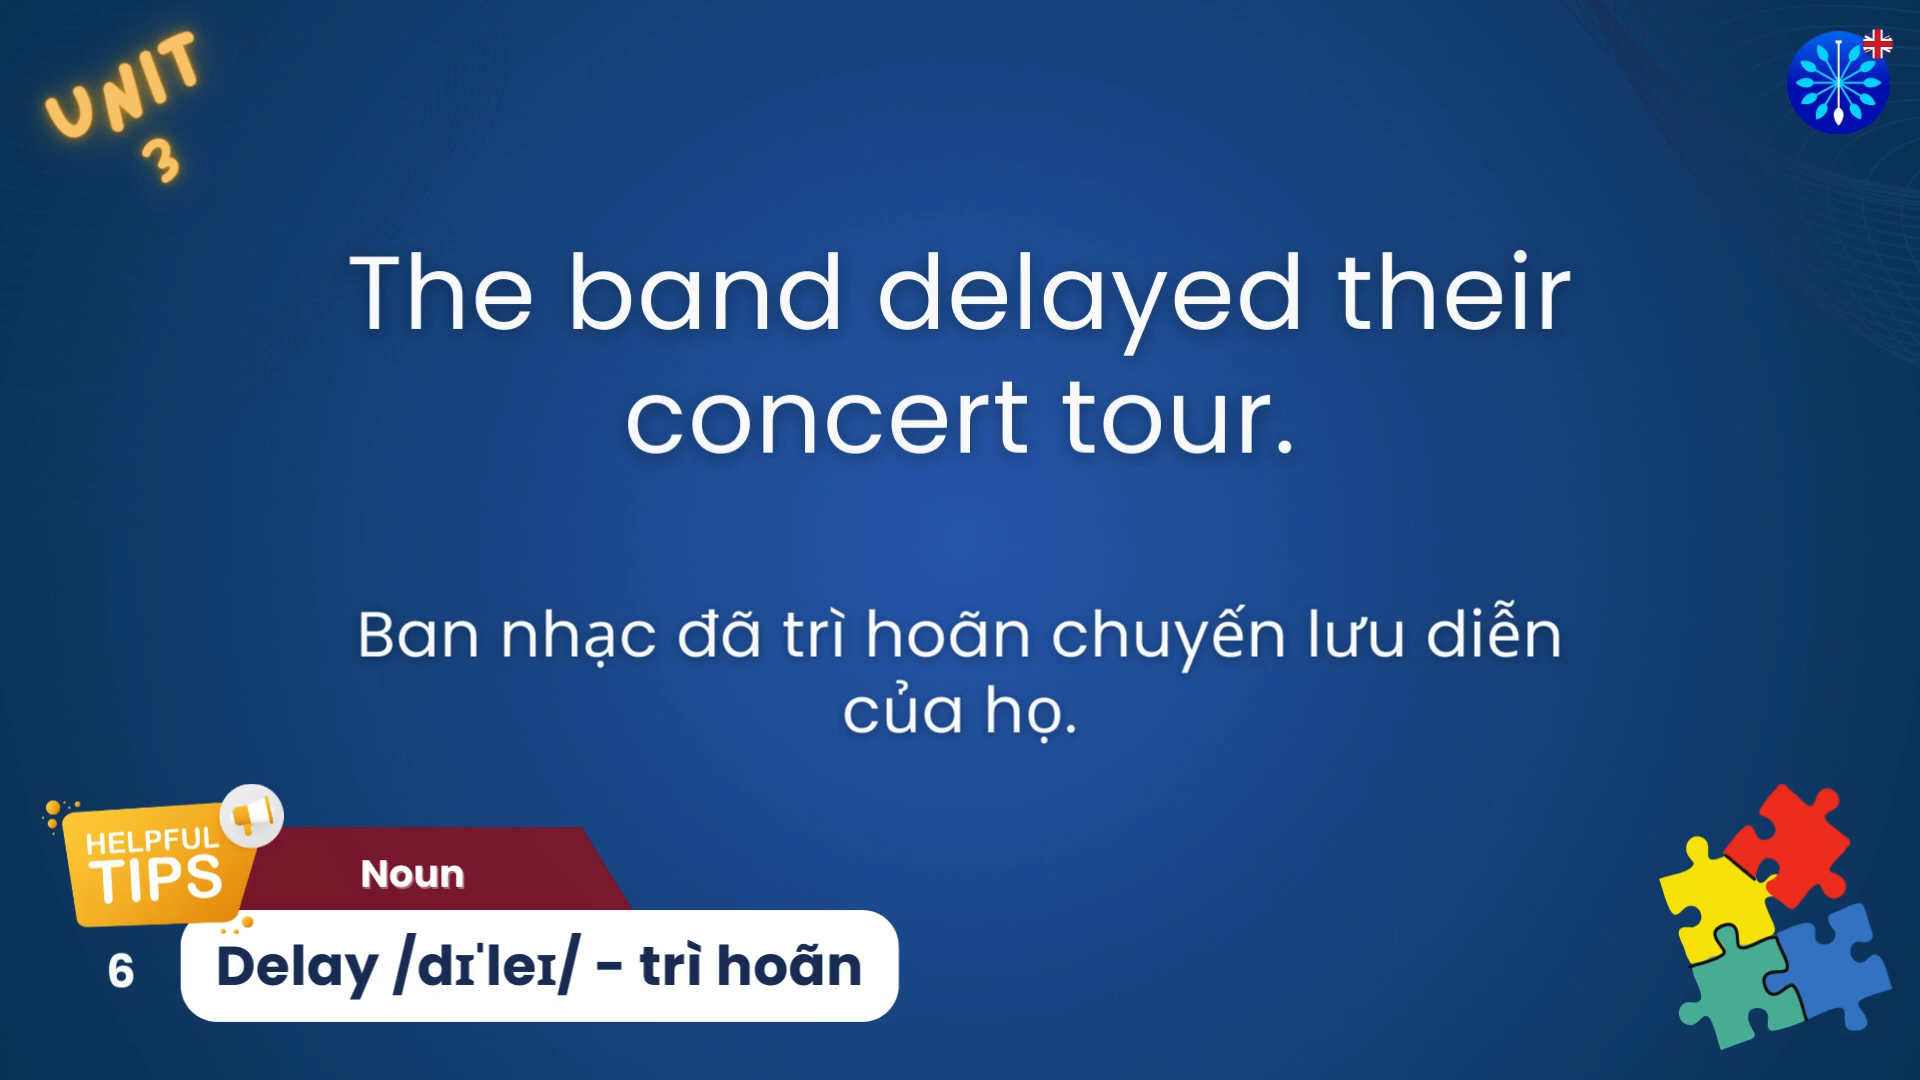 UNIT
3
The band delayed their
concert tour.
Ban nhạc đã trì hoãn chuyến lưu diễn
của họ.
HELPFUL
TIPS
Noun
6
Delay /dɪˈleɪ/ - trì hoãn